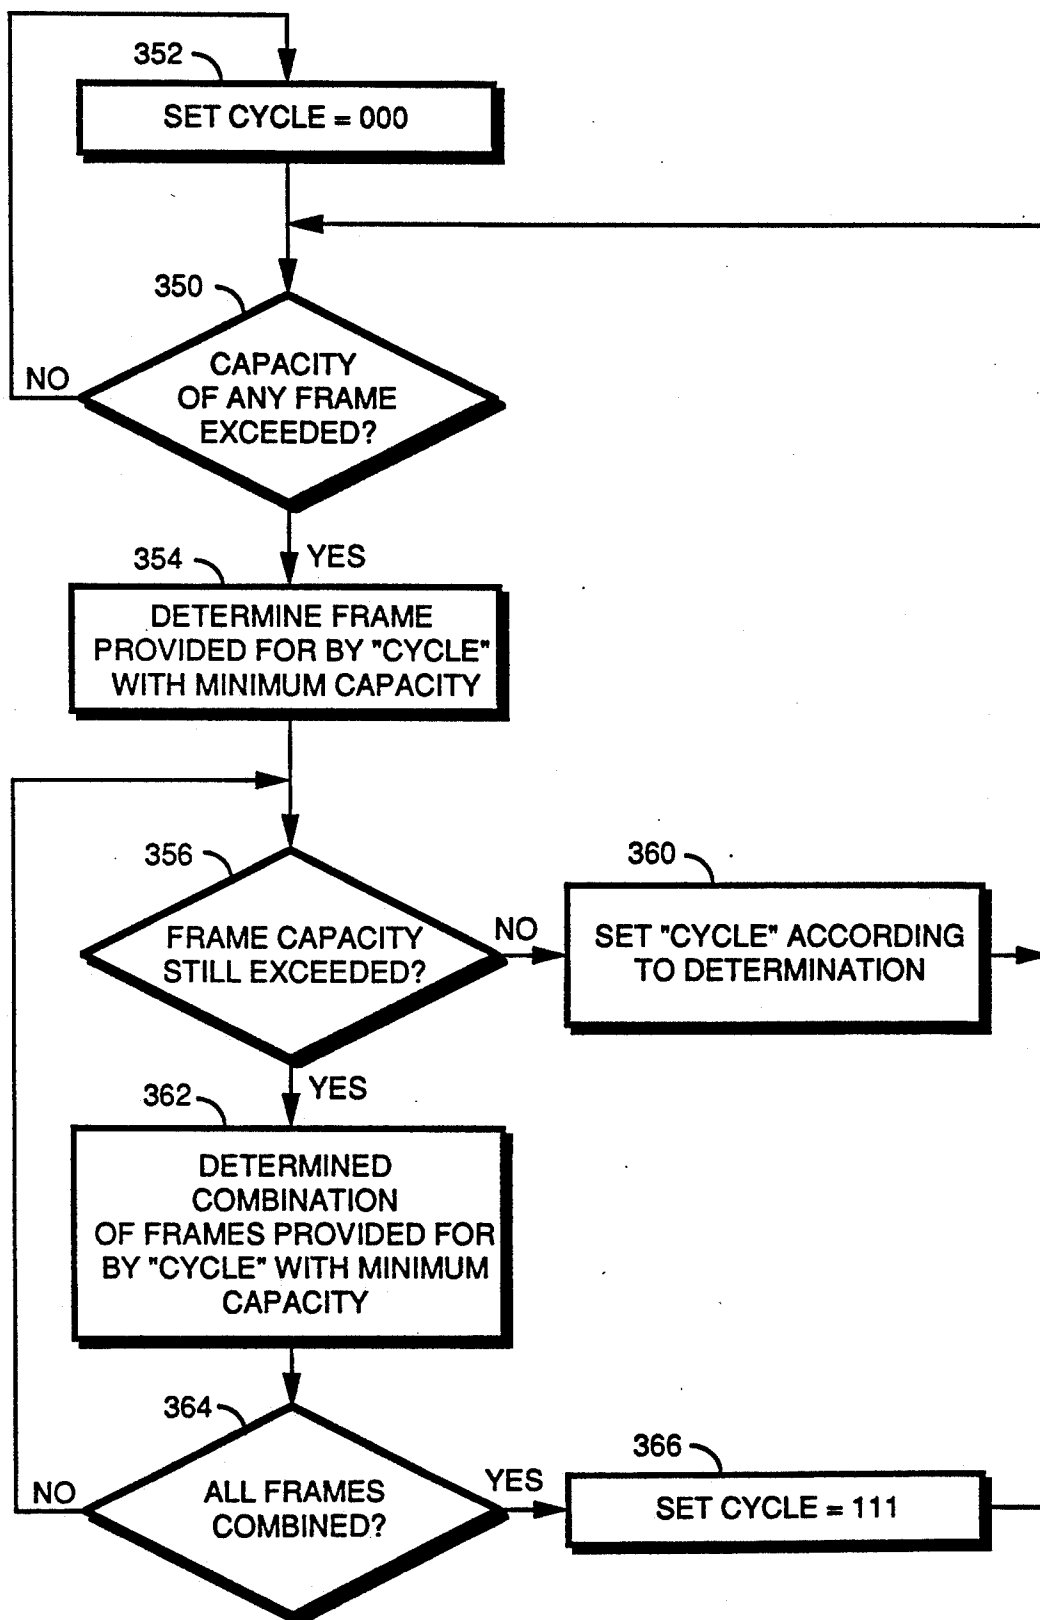 352
SET CYCLE = 000
350
CAPACITY
OF ANY FRAME
EXCEEDED?
NO
YES
354
DETERMINE FRAME
PROVIDED FOR BY "CYCLE"
WITH MINIMUM CAPACITY
356
FRAME CAPACITY
STILL EXCEEDED?
NO
360
SET "CYCLE" ACCORDING
TO DETERMINATION
YES
362
DETERMINED
COMBINATION
OF FRAMES PROVIDED FOR
BY "CYCLE" WITH MINIMUM
CAPACITY
364
ALL FRAMES
COMBINED?
NO
YES
366
SET CYCLE = 111